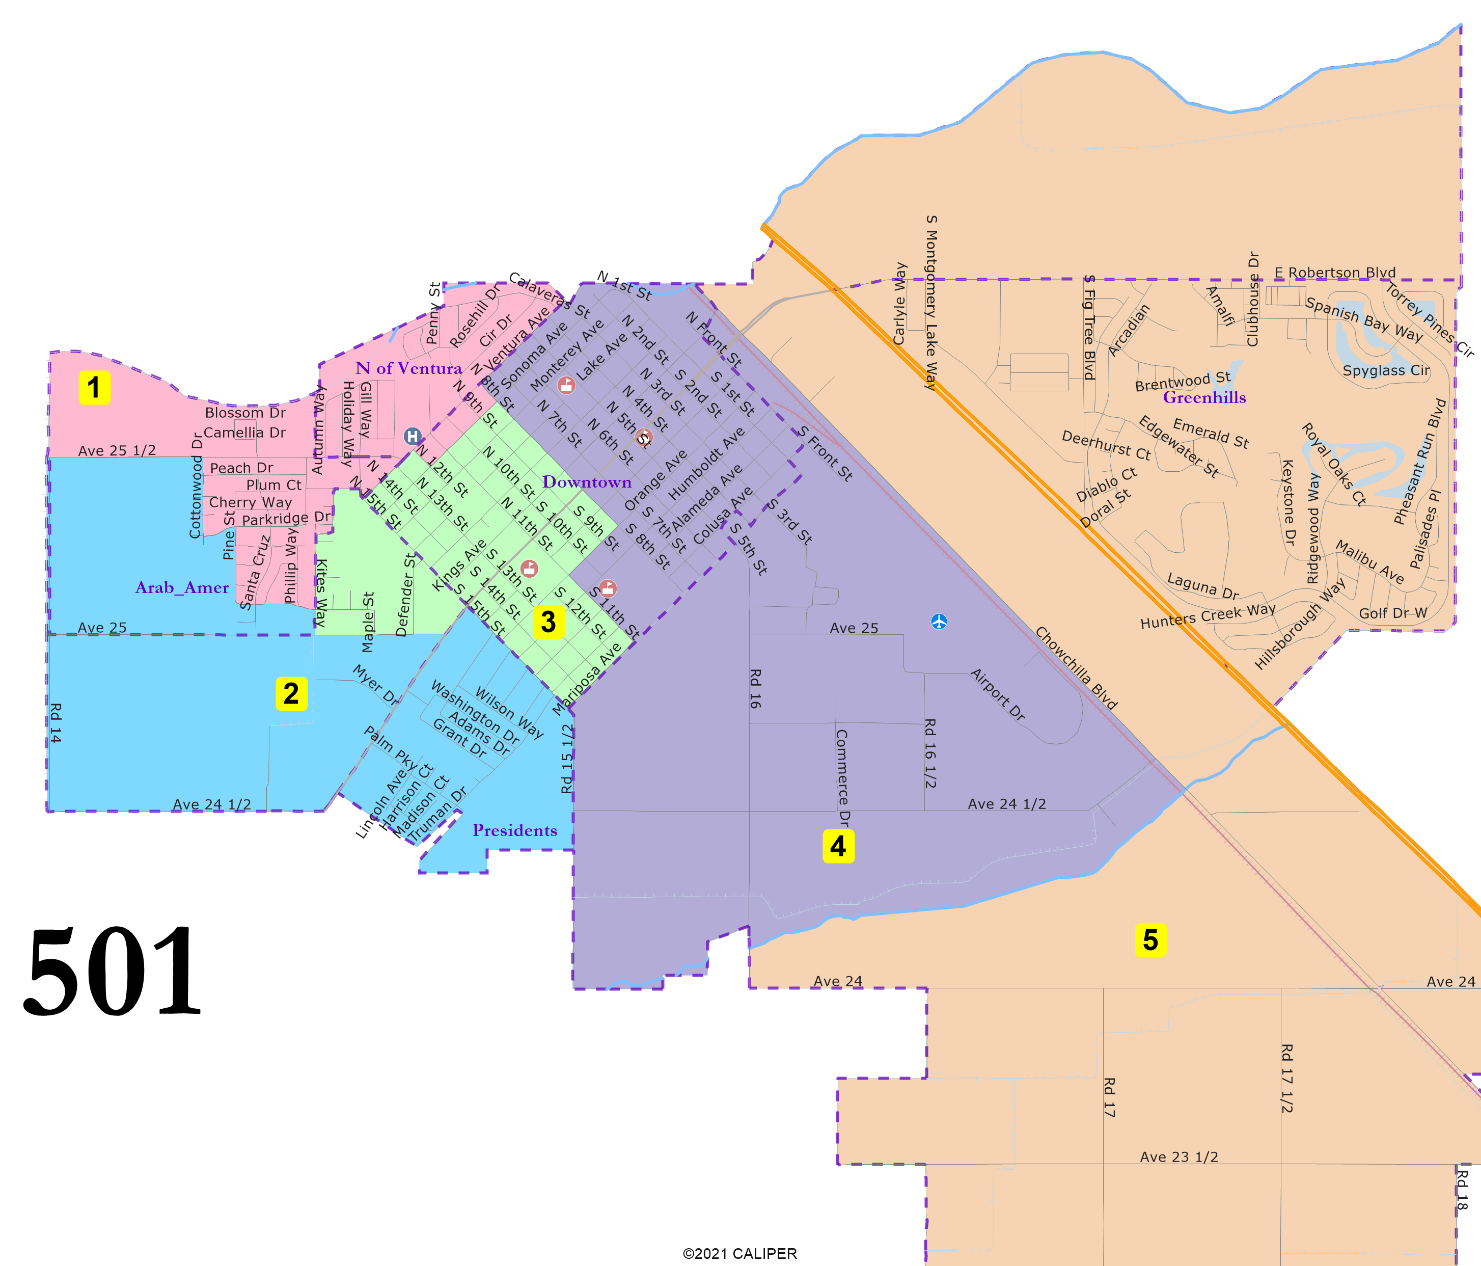 S Montgomery Lake Way
Carlyle Way
S Fig Tree Blvd
Arcadian
Amalfi
Clubhouse Dr
E Robertson Blvd
Torrey Pines Cir
Spanish Bay Way
Spyglass Cir
Brentwood St
Greenhills
Emerald St
Edgewater St
Deerhurst Ct
Diablo Ct
Doral St
Royal Oaks Ct
Keystone Dr
Ridgewood Way
Pheasant Run Blvd
Palisades Pl
Malibu Ave
Laguna Dr
Hunters Creek Way
Hillsborough Way
Golf Dr W
Penny St
Rosehill Dr
Cir Dr
Calaveras St
Ventura Ave
N of Ventura
N 1st St
N Front St
N 2nd St
N 3rd St
N 4th St
N 5th St
N 6th St
N 7th St
N 8th St
N 9th St
N 10th St
N 11th St
N 12th St
N 13th St
N 14th St
N 15th St
Sonoma Ave
Monterey Ave
Lake Ave
S 1st St
S 2nd St
S Front St
S 3rd St
S 5th St
S 7th St
S 8th St
S 9th St
S 10th St
S 11th St
S 12th St
S 13th St
S 14th St
S 15th St
Orange Ave
Humboldt Ave
Alameda Ave
Colusa Ave
Downtown
Kings Ave
Mariposa Ave
H
1
Blossom Dr
Camellia Dr
Ave 25 1/2
Cottonwood Dr
Peach Dr
Plum Ct
Cherry Way
Parkridge Dr
Pine St
Santa Cruz
Phillip Way
Autumn Way
Holiday Way
Gill Way
Kites Way
Maple St
Defender St
Arab_Amer
Ave 25
3
2
Rd 14
Myer Dr
Washington Dr
Wilson Way
Adams Dr
Grant Dr
Palm Pky
Lincoln Ave
Harrison Ct
Madison Ct
Truman Dr
Ave 24 1/2
Presidents
Rd 15 1/2
Ave 25
Rd 16
Airport Dr
Chowchilla Blvd
Rd 16 1/2
Commerce Dr
Ave 24 1/2
4
5
501
Ave 24
Ave 24
Rd 17
Rd 17 1/2
Ave 23 1/2
Rd 18
©2021 CALIPER